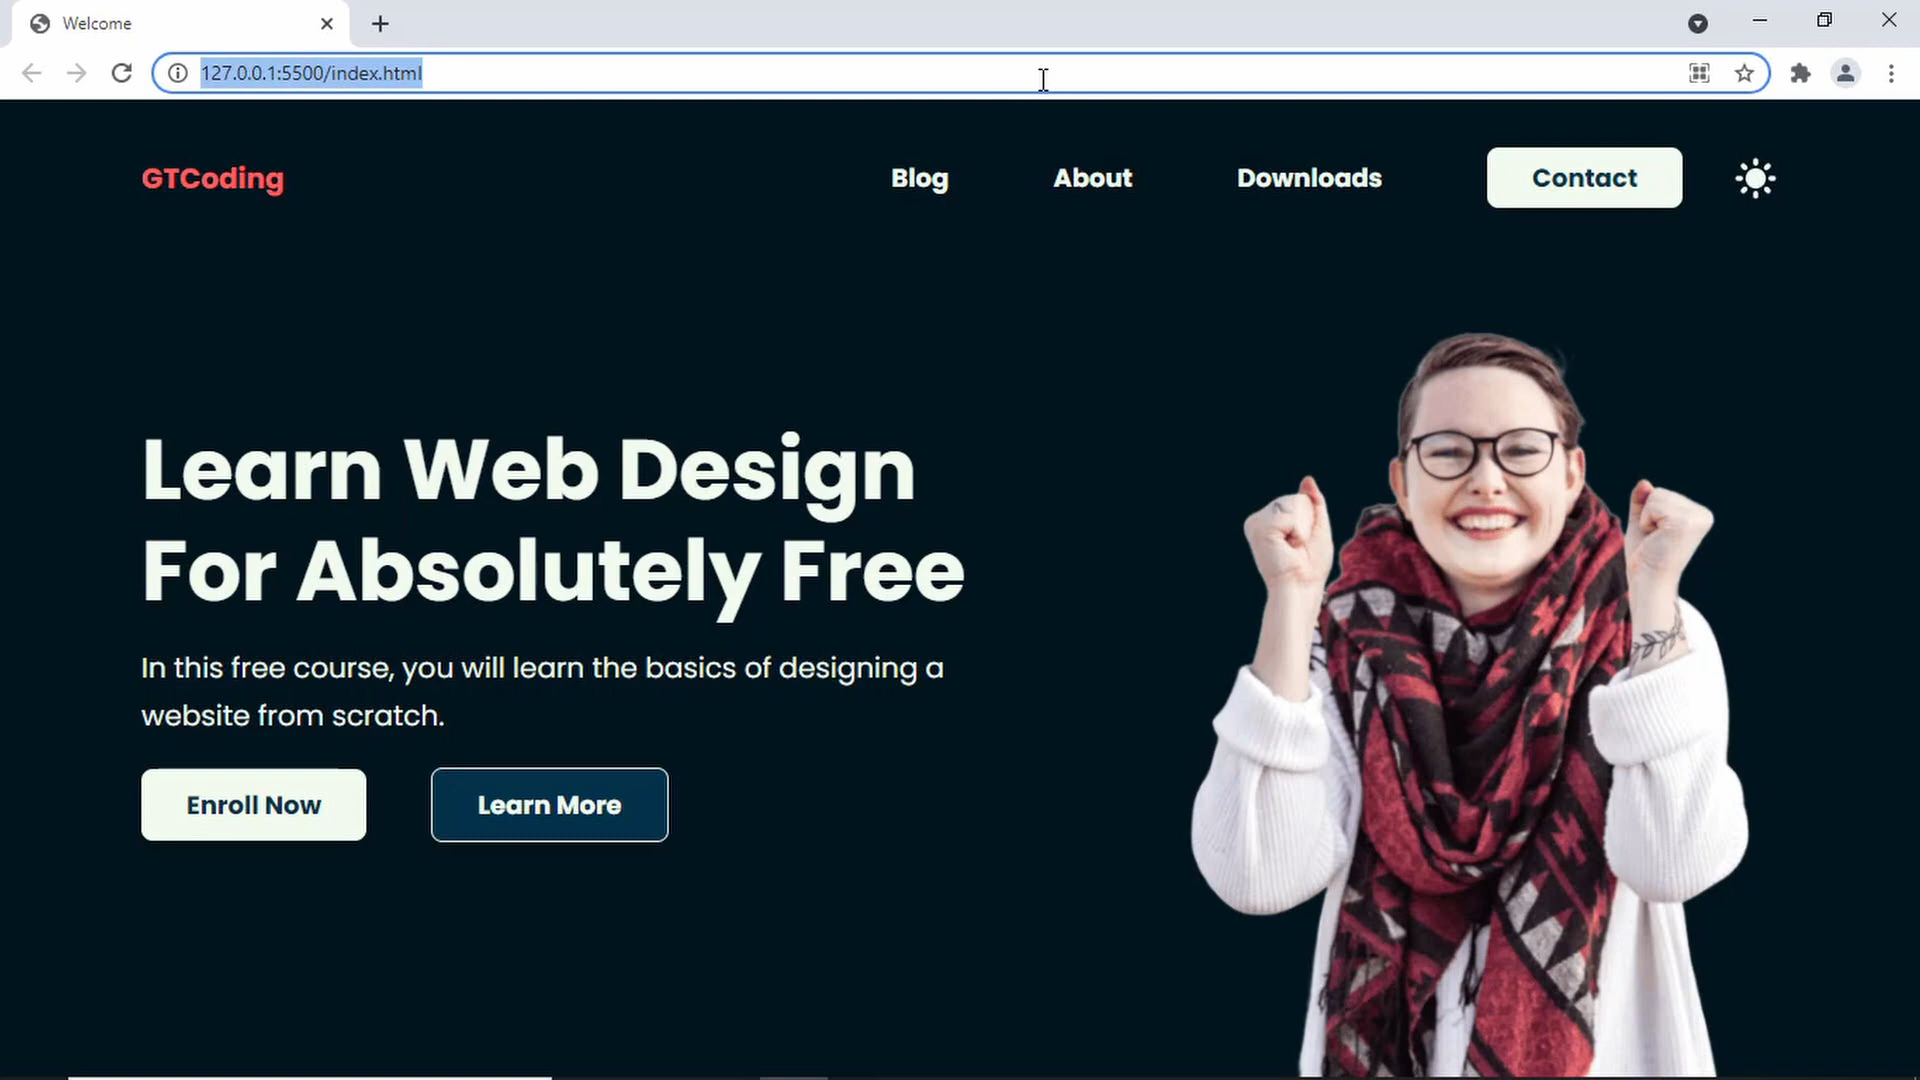 Welcome
127.0.0.1:5500/index.html
GTCoding
Blog
About
Downloads
Contact
Learn Web Design
For Absolutely Free
In this free course, you will learn the basics of designing a
website from scratch.
Enroll Now
Learn More